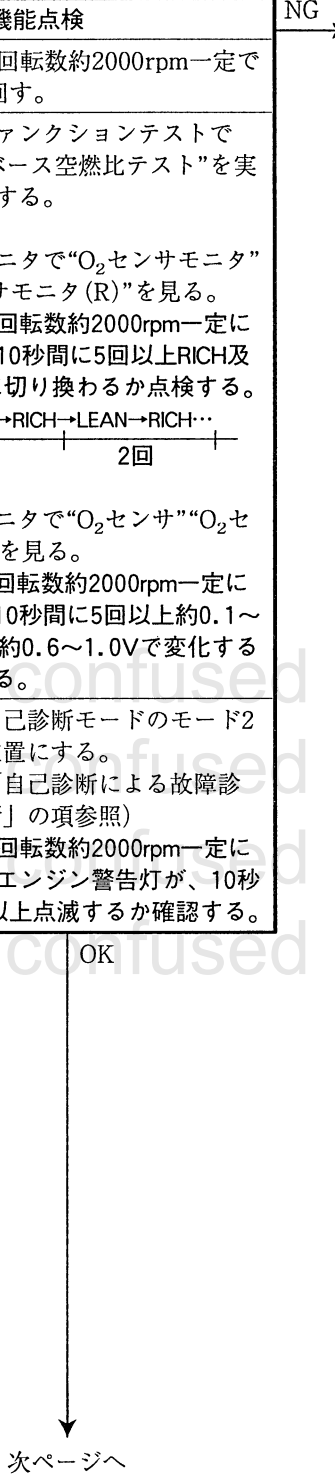 機能点検
NG
回転数約2000rpm一定で
回す。
ァンクションテストで
ベース空燃比テスト”を実
する。
ニタで“O₂センサモニタ”
サモニタ(R)”を見る。
回転数約2000rpm一定に
10秒間に5回以上RICH及
切り換わるか点検する。
→RICH→LEAN→RICH…
2回
ニタで“O₂センサ”“O₂セ
を見る。
回転数約2000rpm一定に
10秒間に5回以上約0.1〜
約0.6〜1.0Vで変化する
る。
confused
己診断モードのモード2
置にする。
confused
「自己診断による故障診
」の項参照)
confused
回転数約2000rpm一定に
エンジン警告灯が、10秒
以上点滅するか確認する。
confused
OK
次ページへ